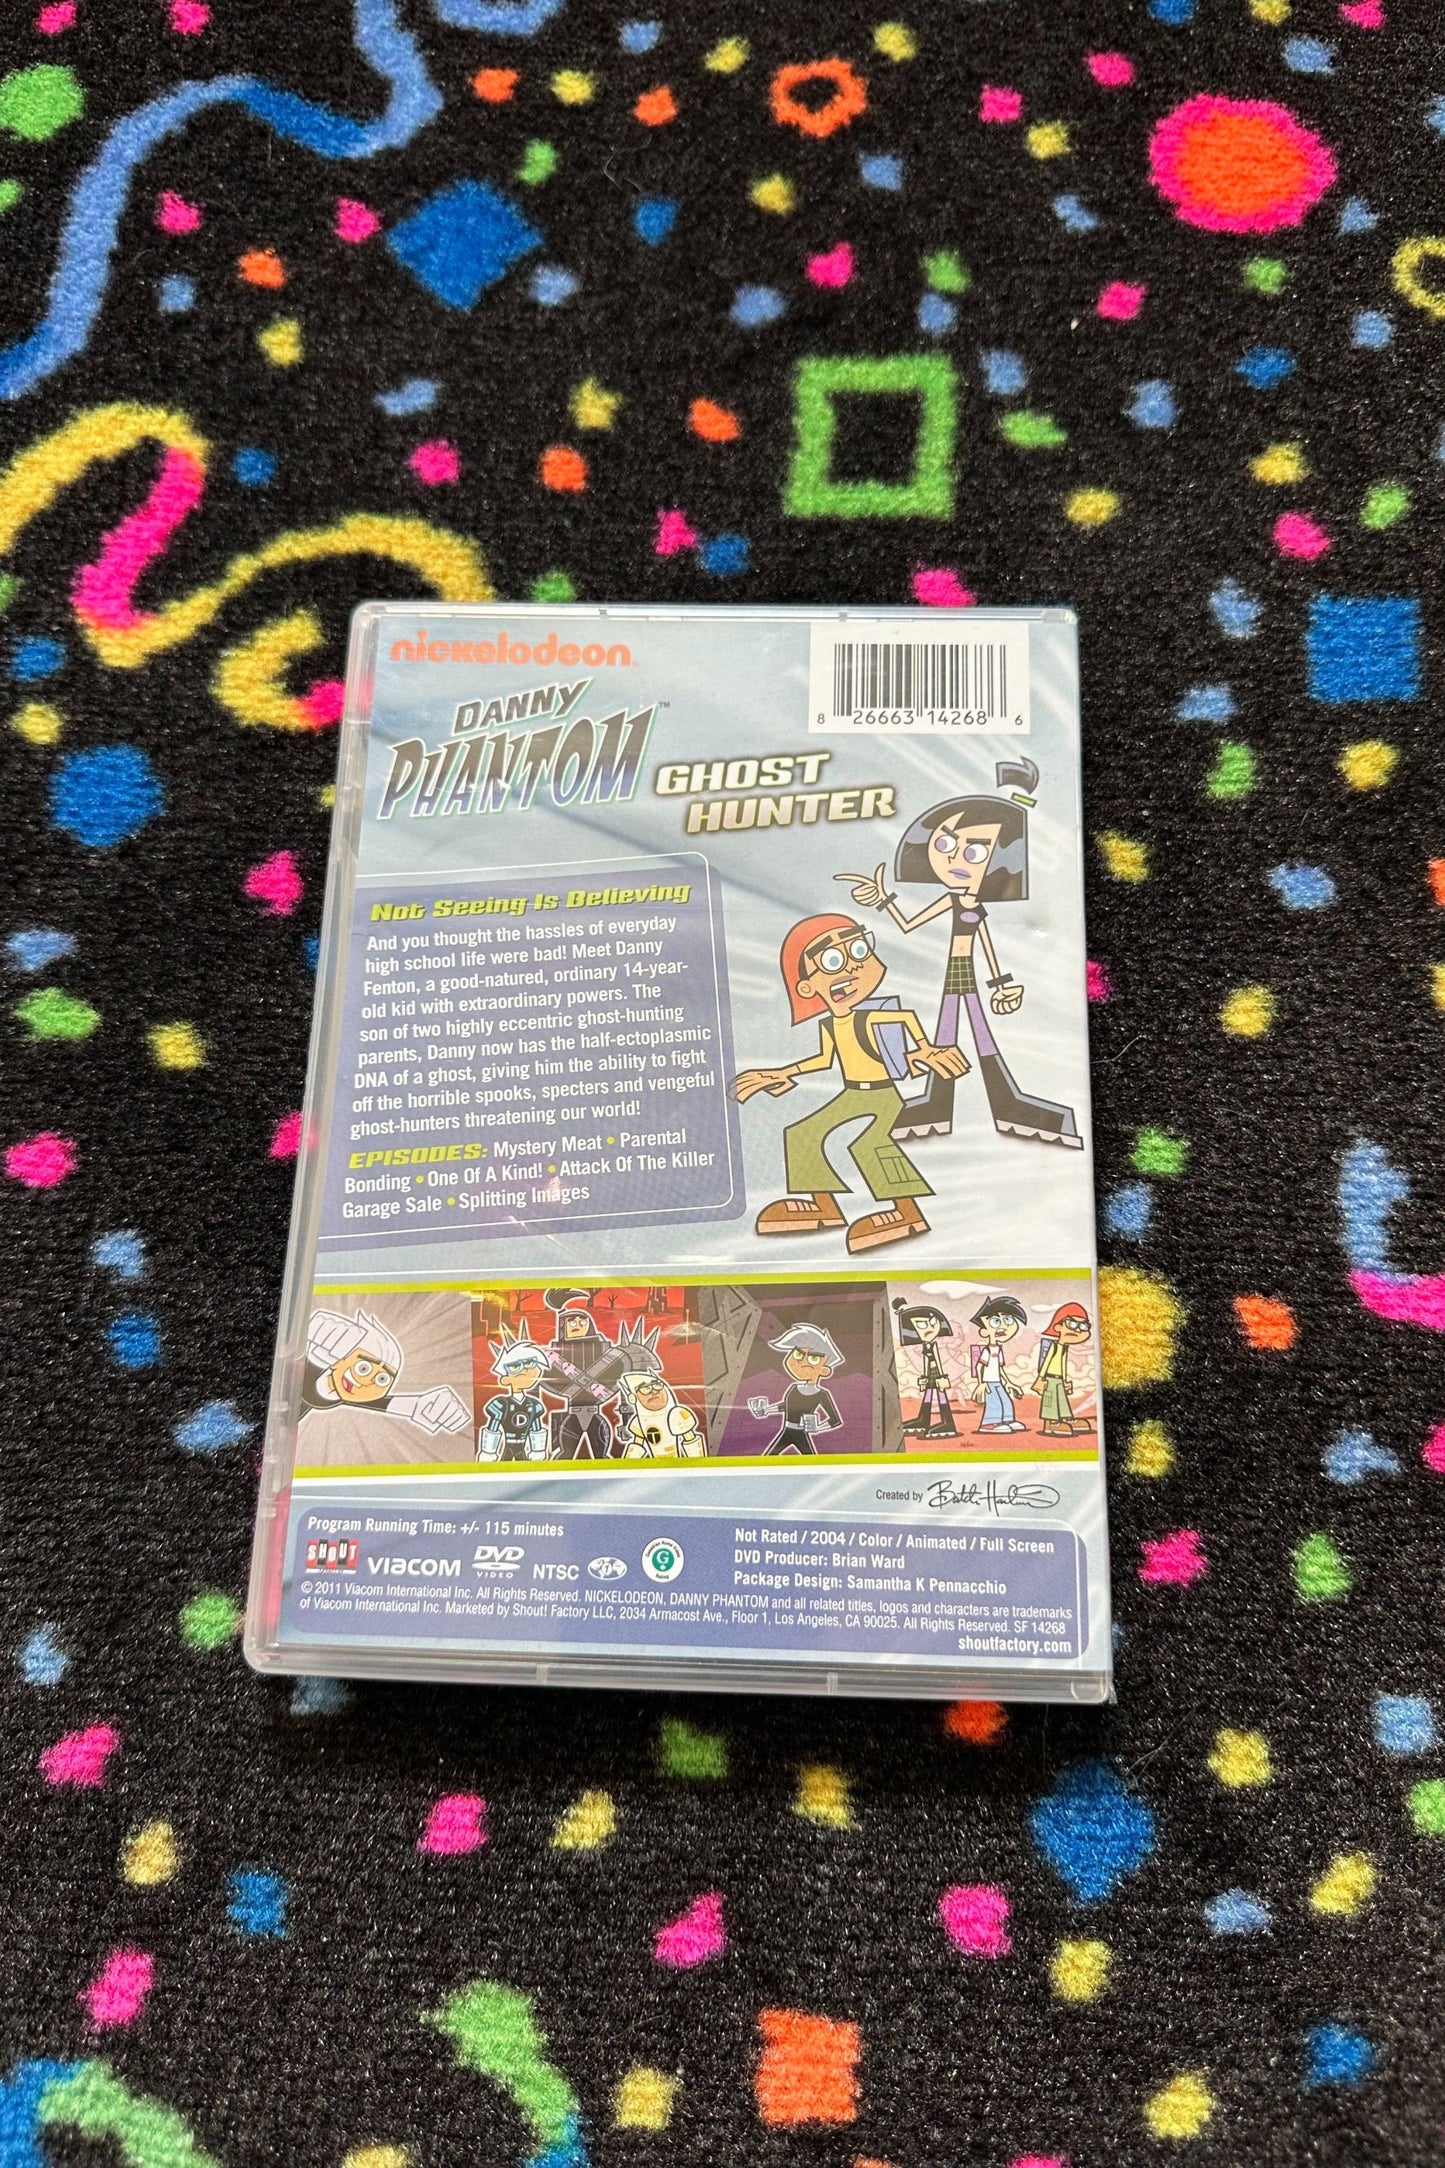 nickelodeon
8 26663 14268 6
DANNY
PHANTOM™
GHOST
HUNTER
Not Seeing Is Believing
And you thought the hassles of everyday
high school life were bad! Meet Danny
Fenton, a good-natured, ordinary 14-year-
old kid with extraordinary powers. The
son of two highly eccentric ghost-hunting
parents, Danny now has the half-ectoplasmic
DNA of a ghost, giving him the ability to fight
off the horrible spooks, specters and vengeful
ghost-hunters threatening our world!
EPISODES: Mystery Meat • Parental
Bonding • One Of A Kind! • Attack Of The Killer
Garage Sale • Splitting Images
Created by Butch Hartman
Program Running Time: +/- 115 minutes
SHOUT VIACOM DVD VIDEO NTSC G
Not Rated / 2004 / Color / Animated / Full Screen
DVD Producer: Brian Ward
Package Design: Samantha K Pennacchio
© 2011 Viacom International Inc. All Rights Reserved. NICKELODEON, DANNY PHANTOM and all related titles, logos and characters are trademarks
of Viacom International Inc. Marketed by Shout! Factory LLC, 2034 Armacost Ave., Floor 1, Los Angeles, CA 90025. All Rights Reserved. SF 14268
shoutfactory.com